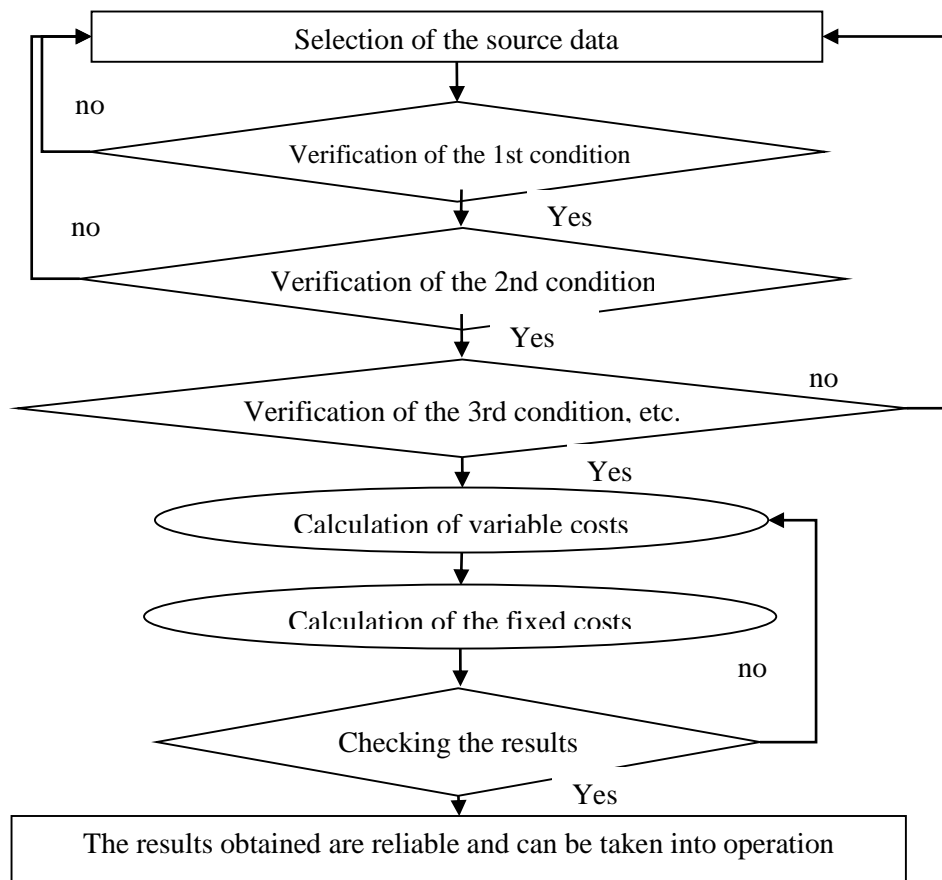 Selection of the source data
no
Verification of the 1st condition
Yes
no
Verification of the 2nd condition
Yes
no
Verification of the 3rd condition, etc.
Yes
Calculation of variable costs
Calculation of the fixed costs
no
Checking the results
Yes
The results obtained are reliable and can be taken into operation